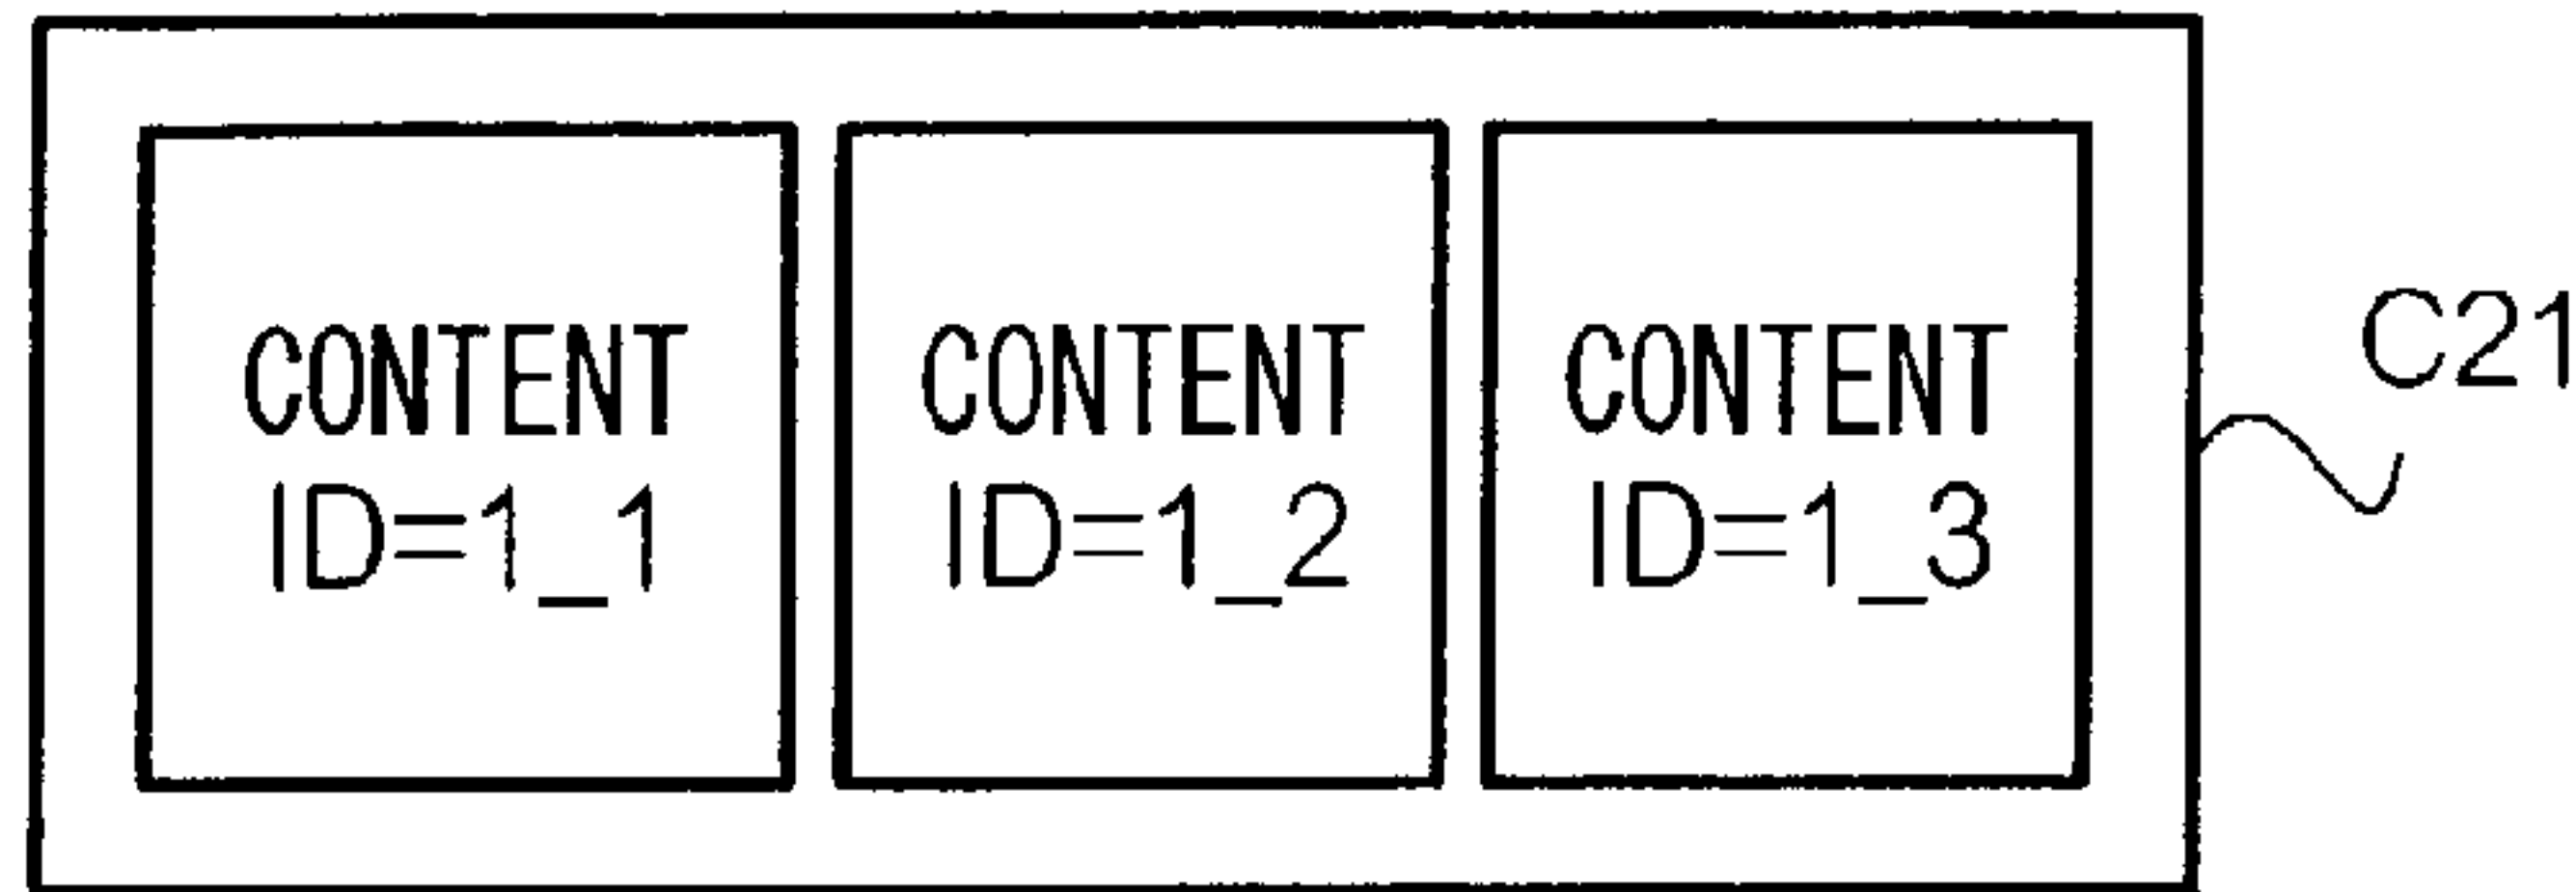 CONTENT
ID=1_1
CONTENT
ID=1_2
CONTENT
ID=1_3
C21